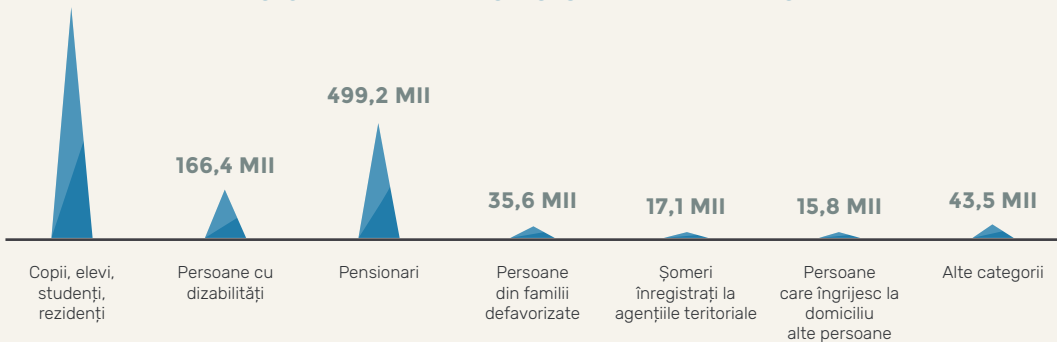 499,2 MII
166,4 MII
35,6 MII
17,1 MII
15,8 MII
43,5 MII
Copii, elevi,
studenți,
rezidenți
Persoane cu
dizabilități
Pensionari
Persoane
din familii
defavorizate
Șomeri
înregistrați la
agențiile teritoriale
Persoane
care îngrijesc la
domiciliu
alte persoane
Alte categorii